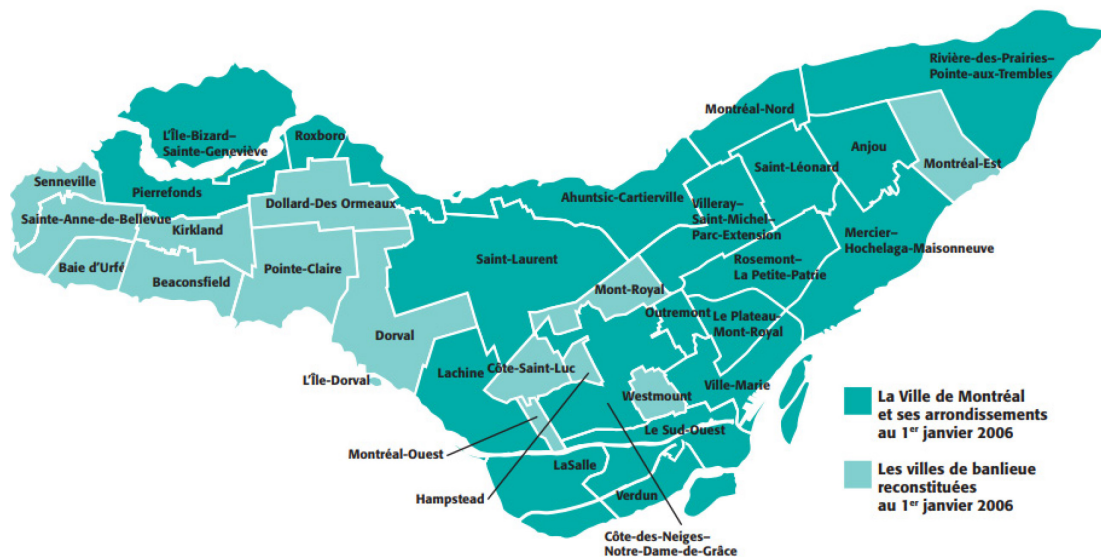 Rivière-des-Prairies–
Pointe-aux-Trembles
Montréal-Nord
L'Île-Bizard–
Sainte-Geneviève
Roxboro
Anjou
Saint-Léonard
Montréal-Est
Senneville
Pierrefonds
Ahuntsic-Cartierville
Villeray–
Saint-Michel–
Parc-Extension
Dollard-Des Ormeaux
Sainte-Anne-de-Bellevue
Kirkland
Mercier–
Hochelaga-Maisonneuve
Saint-Laurent
Rosemont–
La Petite-Patrie
Baie d'Urfé
Beaconsfield
Pointe-Claire
Mont-Royal
Outremont
Le Plateau-
Mont-Royal
Dorval
L'Île-Dorval
Lachine
Côte-Saint-Luc
Westmount
Ville-Marie
Le Sud-Ouest
Montréal-Ouest
LaSalle
Hampstead
Verdun
Côte-des-Neiges–
Notre-Dame-de-Grâce
La Ville de Montréal
et ses arrondissements
au 1er janvier 2006
Les villes de banlieue
reconstituées
au 1er janvier 2006